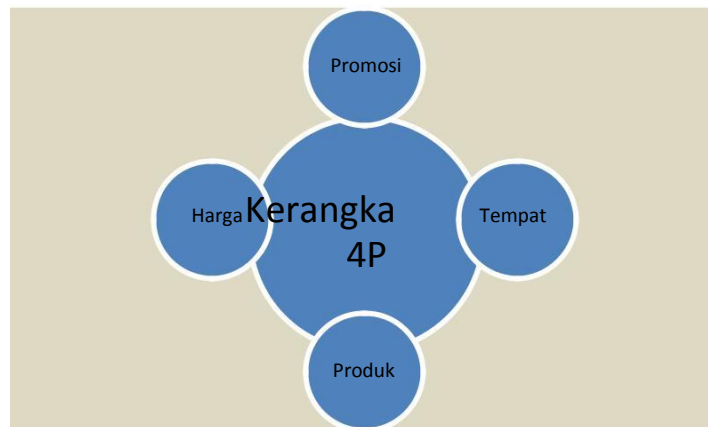 Promosi
Harga
Kerangka
4P
Tempat
Produk